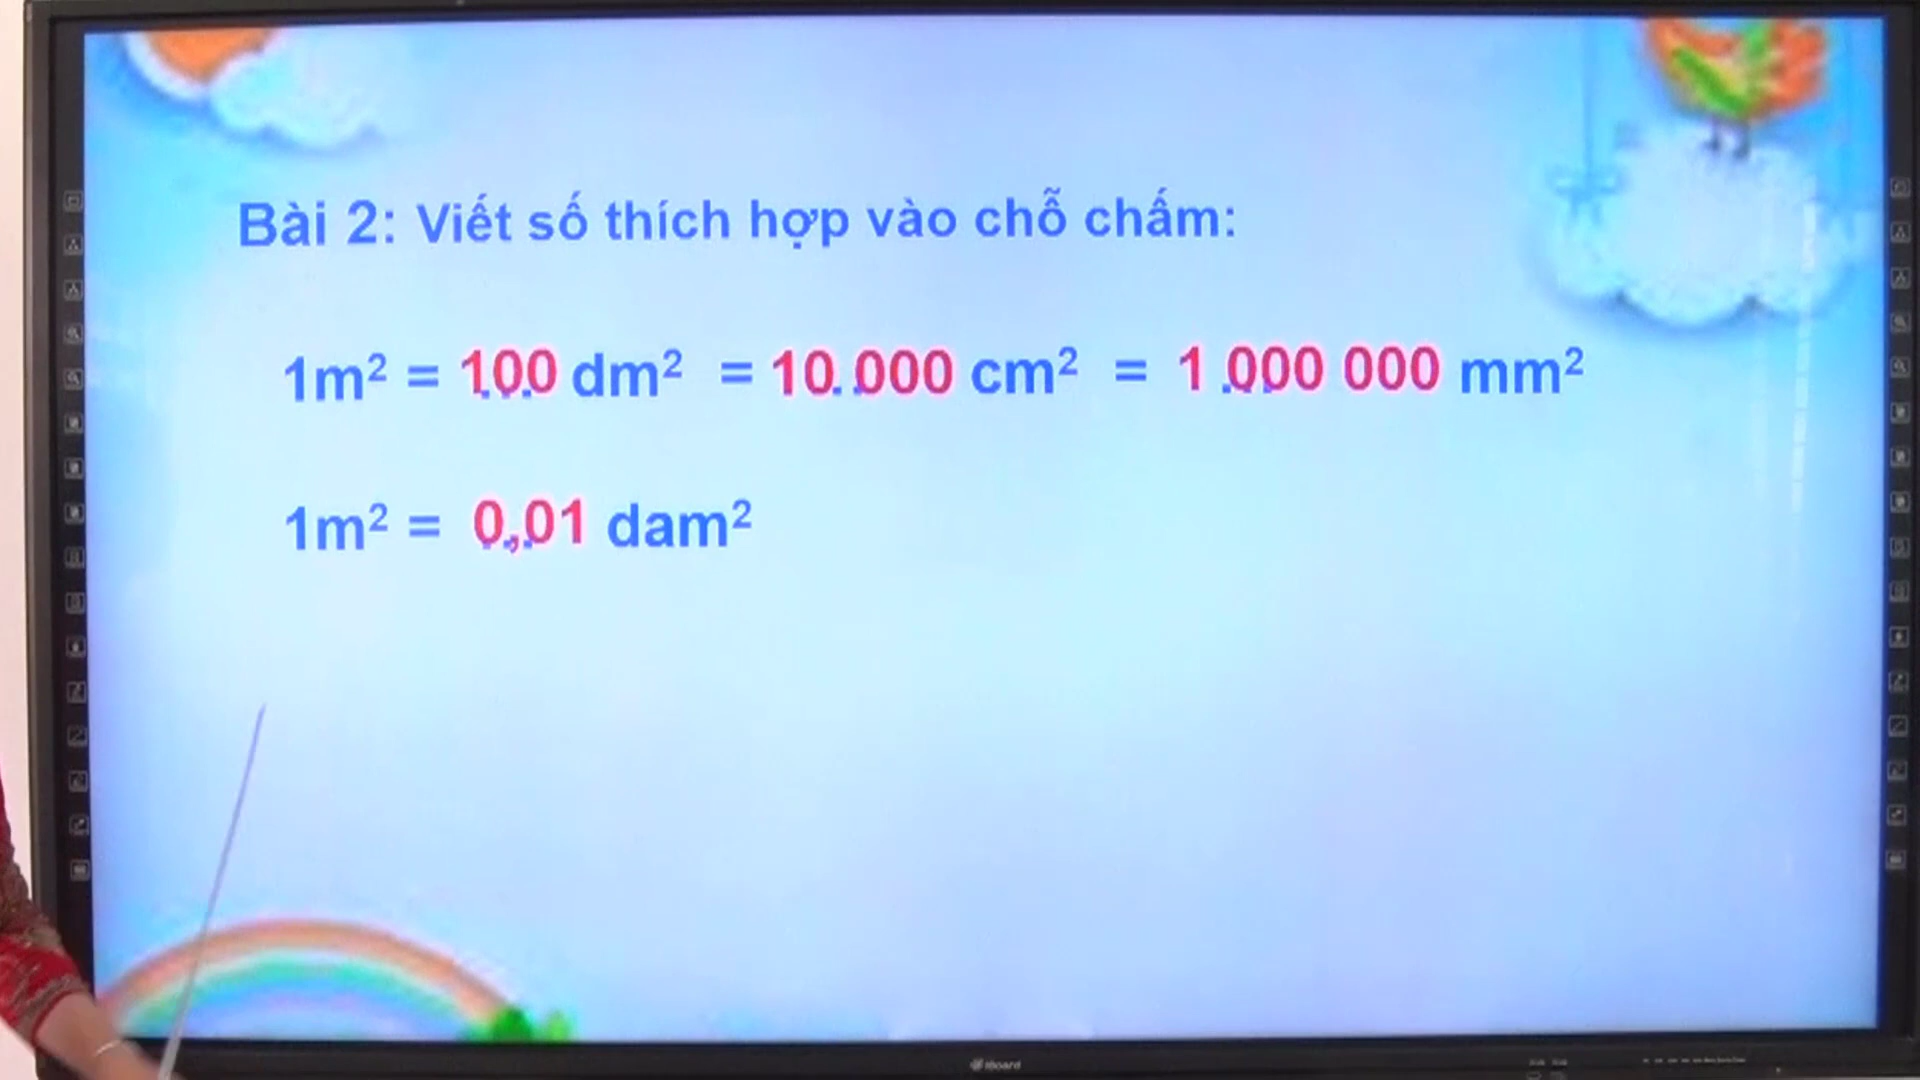 Bài 2: Viết số thích hợp vào chỗ chấm:
1m² = 100 dm² = 10 000 cm² = 1 000 000 mm²
1m² = 0,01 dam²